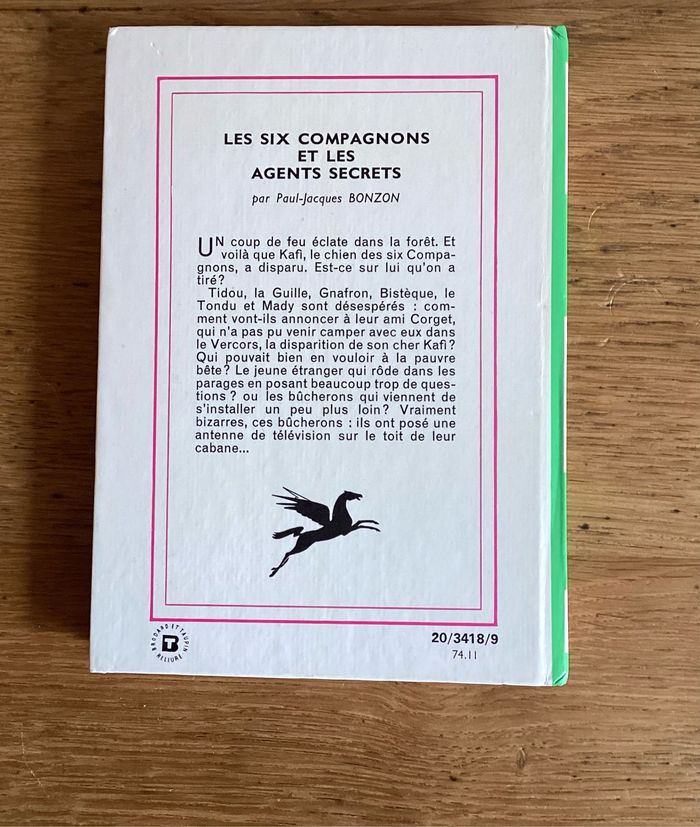 LES SIX COMPAGNONS
ET LES
AGENTS SECRETS
par Paul-Jacques BONZON
UN coup de feu éclate dans la forêt. Et
voilà que Kafi, le chien des six Compa-
gnons, a disparu. Est-ce sur lui qu'on a
tiré?
Tidou, la Guille, Gnafron, Bistèque, le
Tondu et Mady sont désespérés : com-
ment vont-ils annoncer à leur ami Corget,
qui n'a pas pu venir camper avec eux dans
le Vercors, la disparition de son cher Kafi?
Qui pouvait bien en vouloir à la pauvre
bête? Le jeune étranger qui rôde dans les
parages en posant beaucoup trop de ques-
tions? ou les bûcherons qui viennent de
s'installer un peu plus loin? Vraiment
bizarres, ces bûcherons : ils ont posé une
antenne de télévision sur le toit de leur
cabane...
BRODARD ET TAUPIN
BT
RELIURE
20/3418/9
74.11